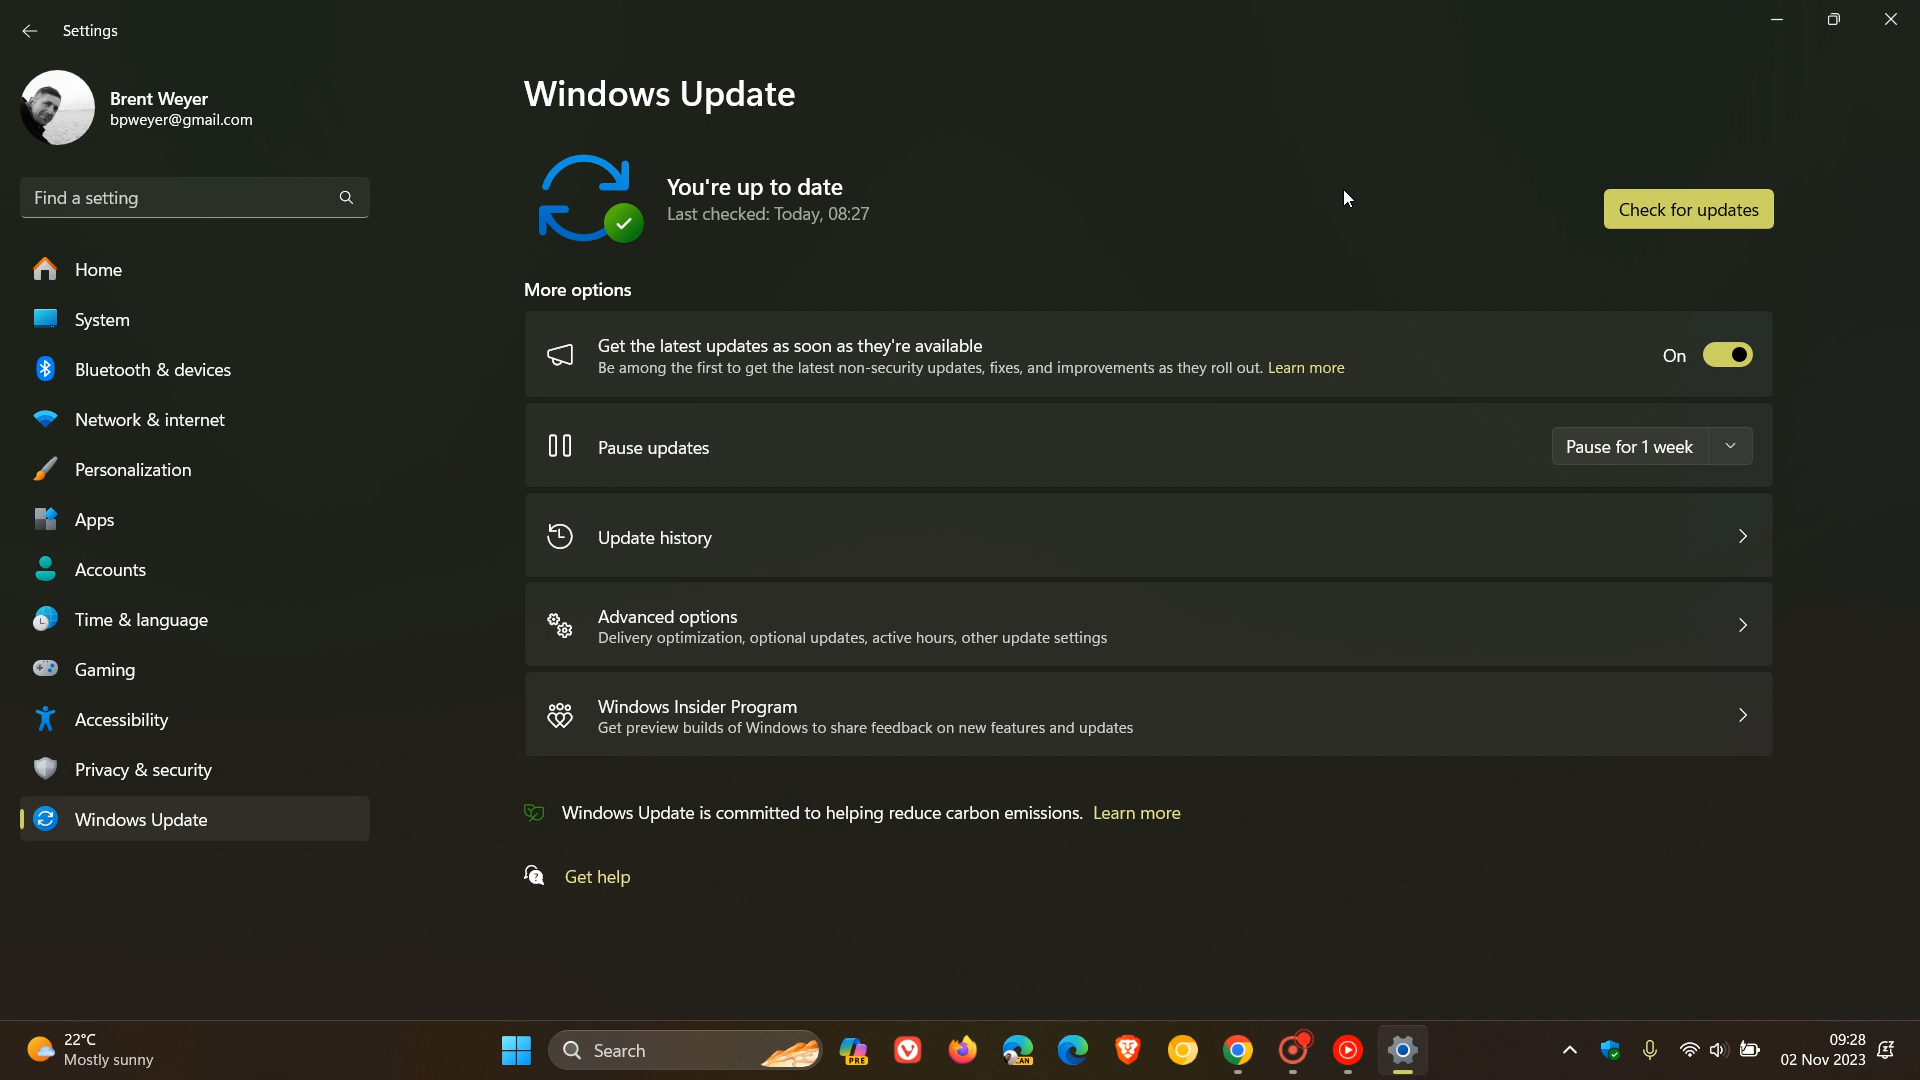 Settings
Brent Weyer
bpweyer@gmail.com
Find a setting
Home
System
Bluetooth & devices
Network & internet
Personalization
Apps
Accounts
Time & language
Gaming
Accessibility
Privacy & security
Windows Update
Windows Update
You're up to date
Last checked: Today, 08:27
Check for updates
More options
Get the latest updates as soon as they're available
Be among the first to get the latest non-security updates, fixes, and improvements as they roll out. Learn more
On
Pause updates
Pause for 1 week
Update history
Advanced options
Delivery optimization, optional updates, active hours, other update settings
Windows Insider Program
Get preview builds of Windows to share feedback on new features and updates
Windows Update is committed to helping reduce carbon emissions. Learn more
Get help
22°C
Mostly sunny
Search
PRE
CAN
09:28
02 Nov 2023